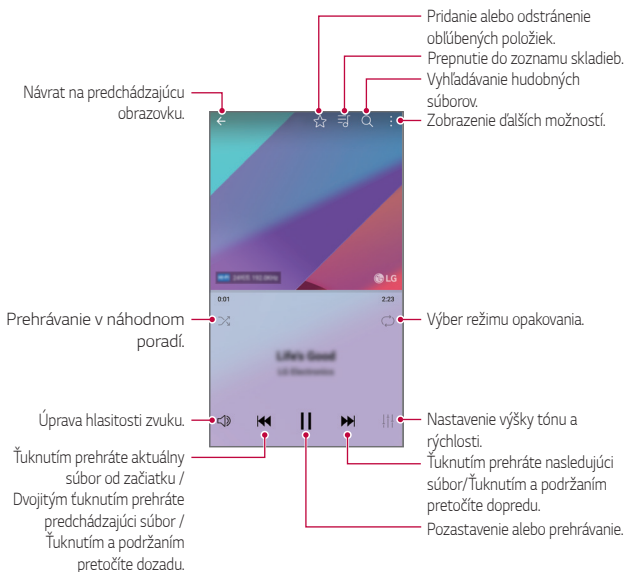 Pridanie alebo odstránenie
obľúbených položiek.
Prepnutie do zoznamu skladieb.
Vyhľadávanie hudobných
súborov.
Zobrazenie ďalších možností.
Návrat na predchádzajúcu
obrazovku.
LG
0:01
2:23
Prehrávanie v náhodnom
poradí.
Výber režimu opakovania.
Life's Good
LG Electronics
Úprava hlasitosti zvuku.
Nastavenie výšky tónu a
rýchlosti.
Ťuknutím prehráte aktuálny
súbor od začiatku /
Dvojitým ťuknutím prehráte
predchádzajúci súbor /
Ťuknutím a podržaním
pretočíte dozadu.
Ťuknutím prehráte nasledujúci
súbor/Ťuknutím a podržaním
pretočíte dopredu.
Pozastavenie alebo prehrávanie.